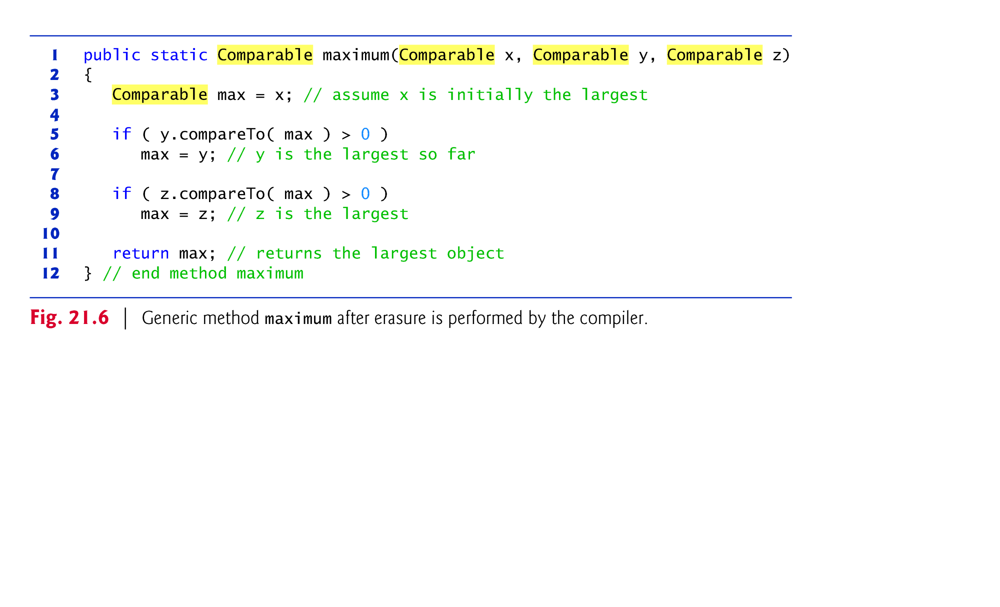 1 public static Comparable maximum(Comparable x, Comparable y, Comparable z)
2 {
3    Comparable max = x; // assume x is initially the largest
4
5    if ( y.compareTo( max ) > 0 )
6       max = y; // y is the largest so far
7
8    if ( z.compareTo( max ) > 0 )
9       max = z; // z is the largest
10
11    return max; // returns the largest object
12 } // end method maximum
Fig. 21.6 | Generic method maximum after erasure is performed by the compiler.